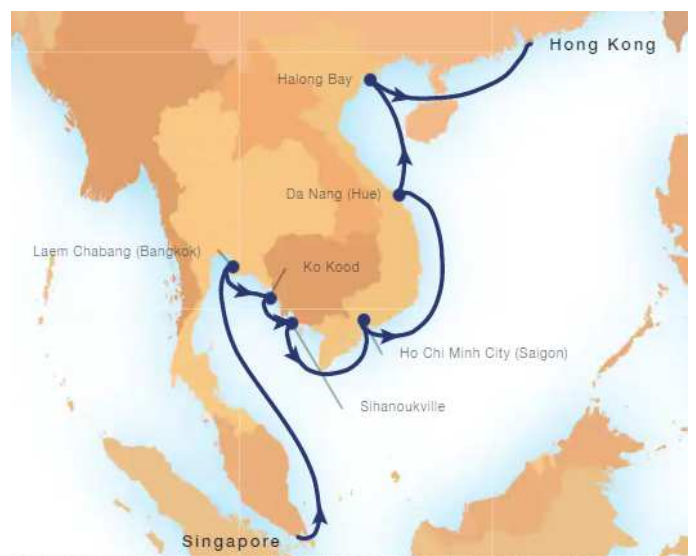 Hong Kong
Halong Bay
Da Nang (Hue)
Laem Chabang (Bangkok)
Ko Kood
Ho Chi Minh City (Saigon)
Sihanoukville
Singapore